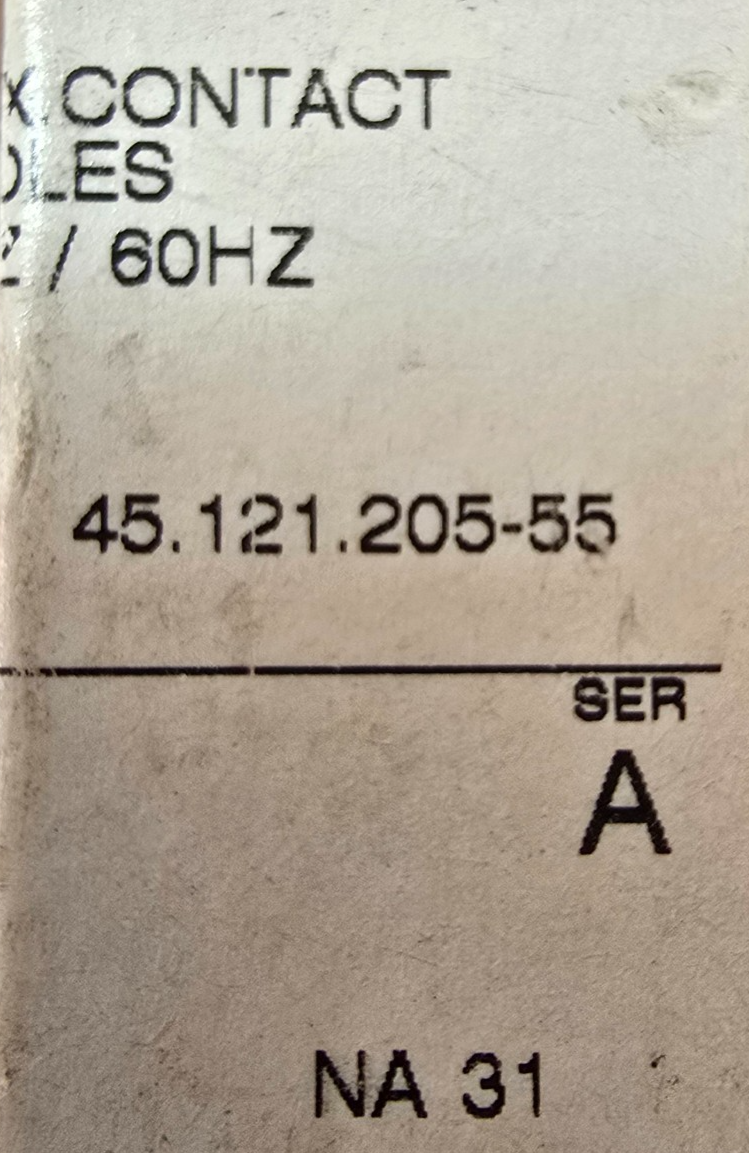 X CONTACT
OLES
Z / 60HZ
45.121.205-55
SER
A
NA 31